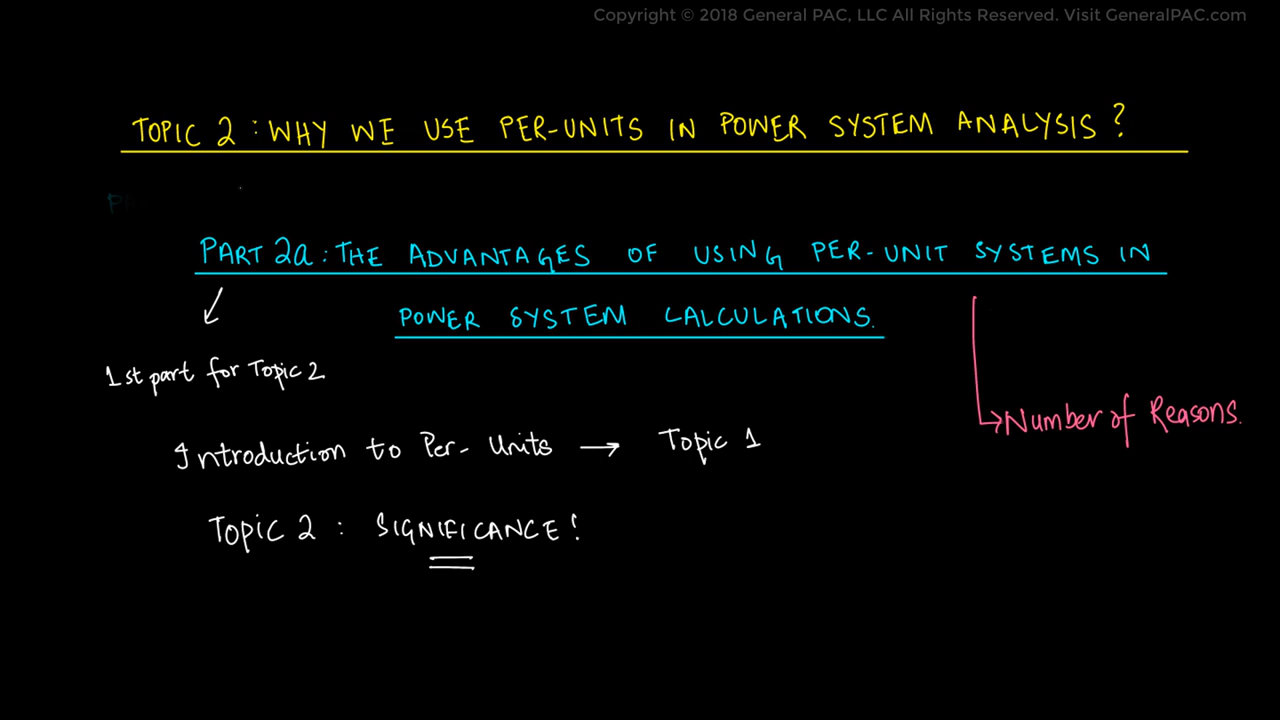 Copyright © 2018 General PAC, LLC All Rights Reserved. Visit GeneralPAC.com
TOPIC 2 : WHY WE USE PER-UNITS IN POWER SYSTEM ANALYSIS ?
PART 2a : THE ADVANTAGES OF USING PER-UNIT SYSTEMS IN
POWER SYSTEM CALCULATIONS.
1st part for Topic 2
Number of Reasons.
Introduction to Per-Units → Topic 1
Topic 2 : SIGNIFICANCE !